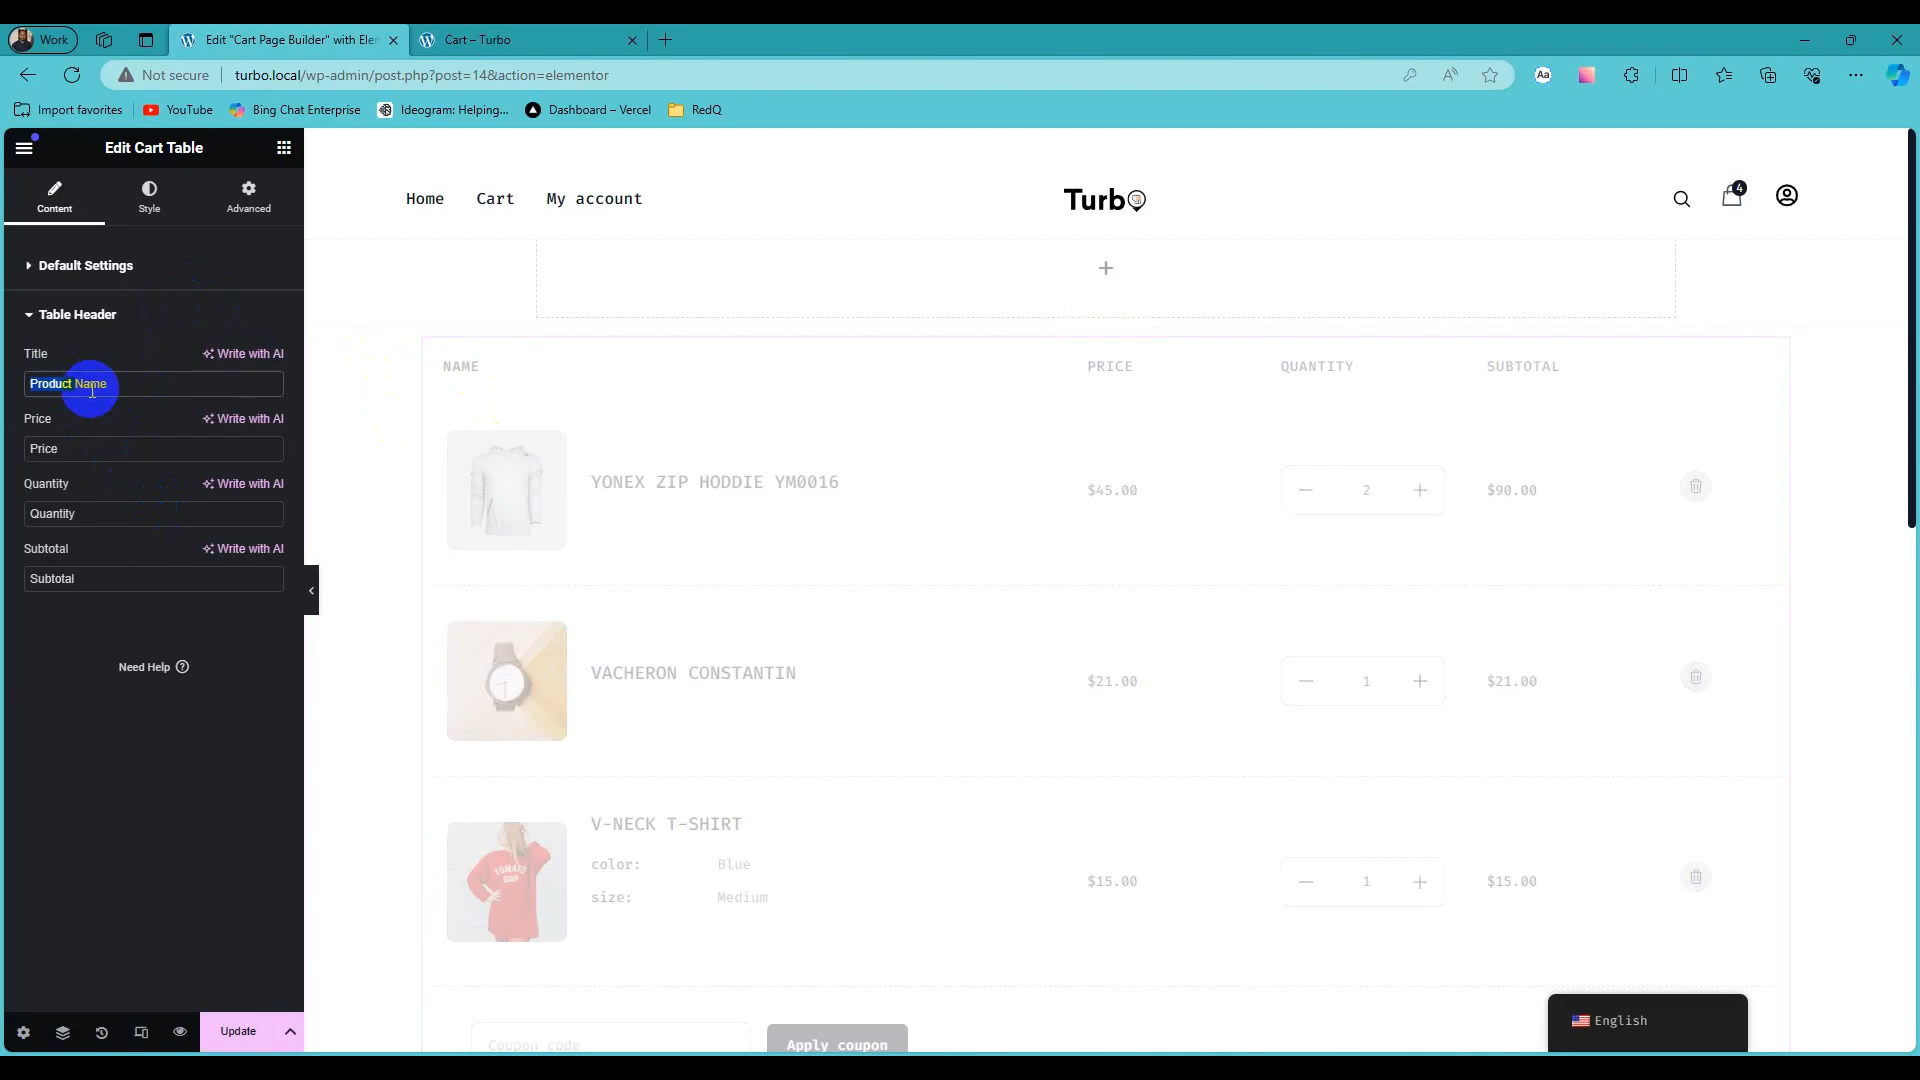 Work
Edit "Cart Page Builder" with Ele
Cart – Turbo
Not secure
turbo.local/wp-admin/post.php?post=14&action=elementor
Import favorites
YouTube
Bing Chat Enterprise
Ideogram: Helping...
Dashboard – Vercel
RedQ
Edit Cart Table
Content
Style
Advanced
Default Settings
Table Header
Title
Write with AI
Product Name
Price
Write with AI
Price
Quantity
Write with AI
Quantity
Subtotal
Write with AI
Subtotal
Need Help
Update
Home
Cart
My account
Turbo
4
NAME
PRICE
QUANTITY
SUBTOTAL
YONEX ZIP HODDIE YM0016
$45.00
2
$90.00
VACHERON CONSTANTIN
$21.00
1
$21.00
V-NECK T-SHIRT
color: Blue
size: Medium
TOMATO
$15.00
1
$15.00
Coupon code
Apply coupon
English